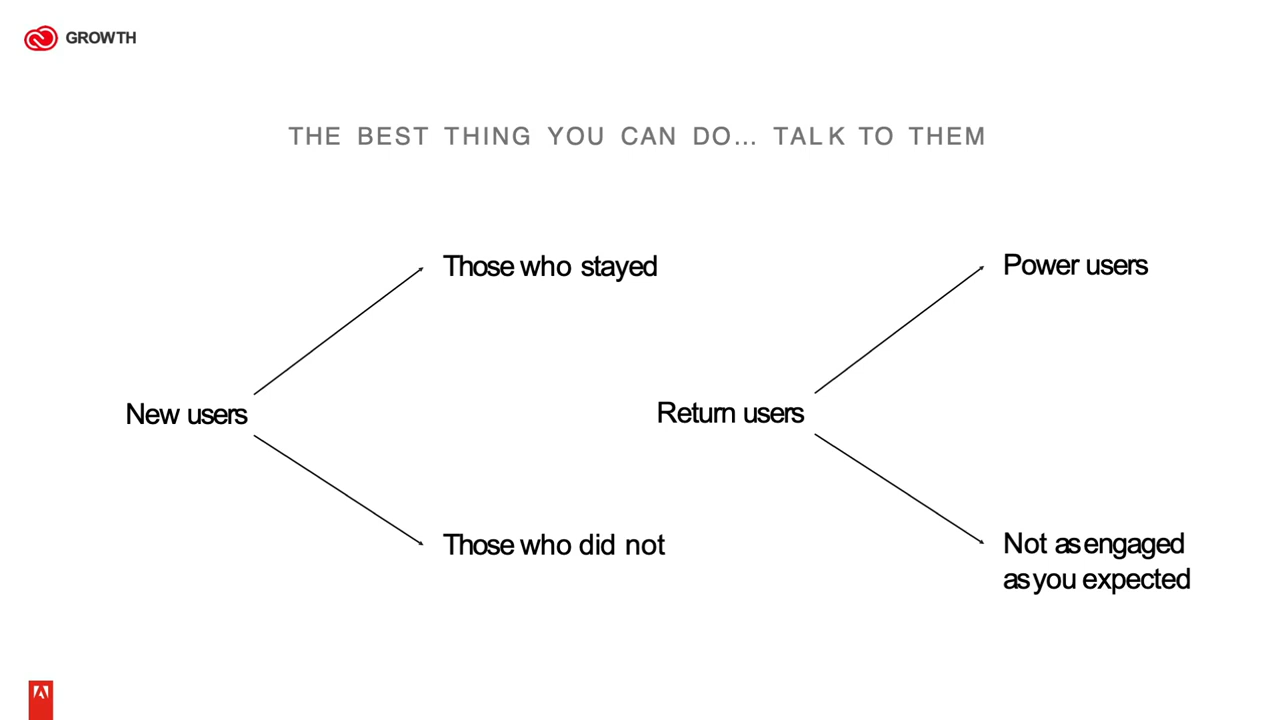 GROWTH
THE BEST THING YOU CAN DO... TALK TO THEM
Those who stayed
Power users
New users
Return users
Those who did not
Not as engaged
as you expected